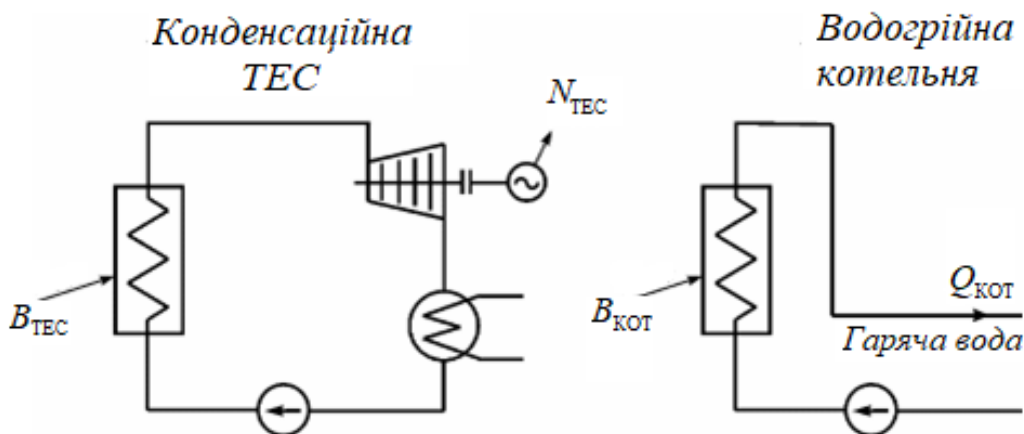 Конденсаційна
ТЕС
Водогрійна
котельня
N_ТЕС
B_ТЕС
B_КОТ
Q_КОТ
Гаряча вода